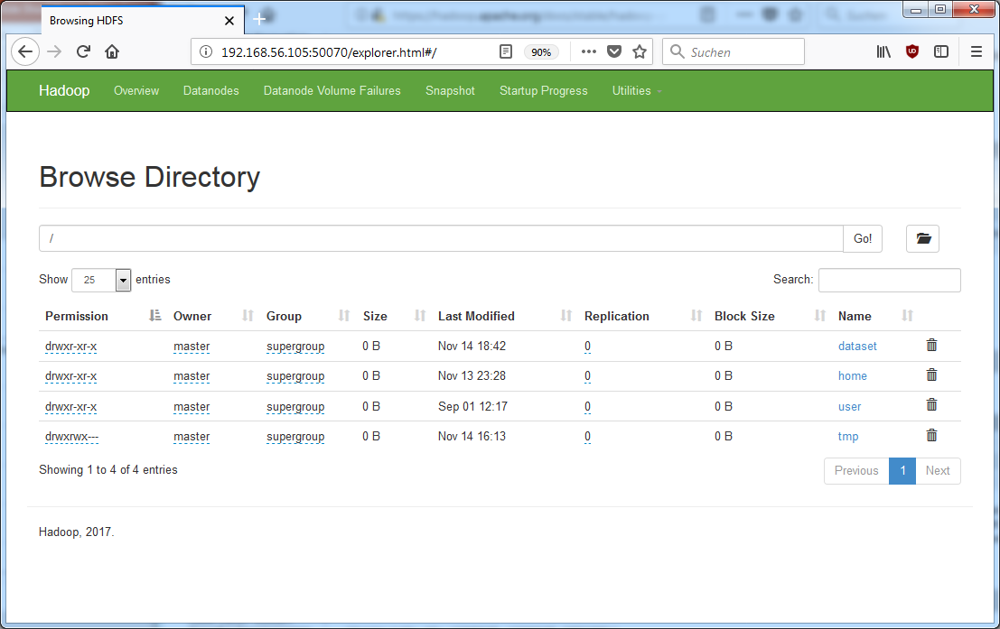 Browsing HDFS
192.168.56.105:50070/explorer.html#/ 90% Suchen
Hadoop Overview Datanodes Datanode Volume Failures Snapshot Startup Progress Utilities
Browse Directory
/ Go!
Show 25 entries Search:
Permission Owner Group Size Last Modified Replication Block Size Name
drwxr-xr-x master supergroup 0 B Nov 14 18:42 0 0 B dataset
drwxr-xr-x master supergroup 0 B Nov 13 23:28 0 0 B home
drwxr-xr-x master supergroup 0 B Sep 01 12:17 0 0 B user
drwxrwx--- master supergroup 0 B Nov 14 16:13 0 0 B tmp
Showing 1 to 4 of 4 entries Previous 1 Next
Hadoop, 2017.